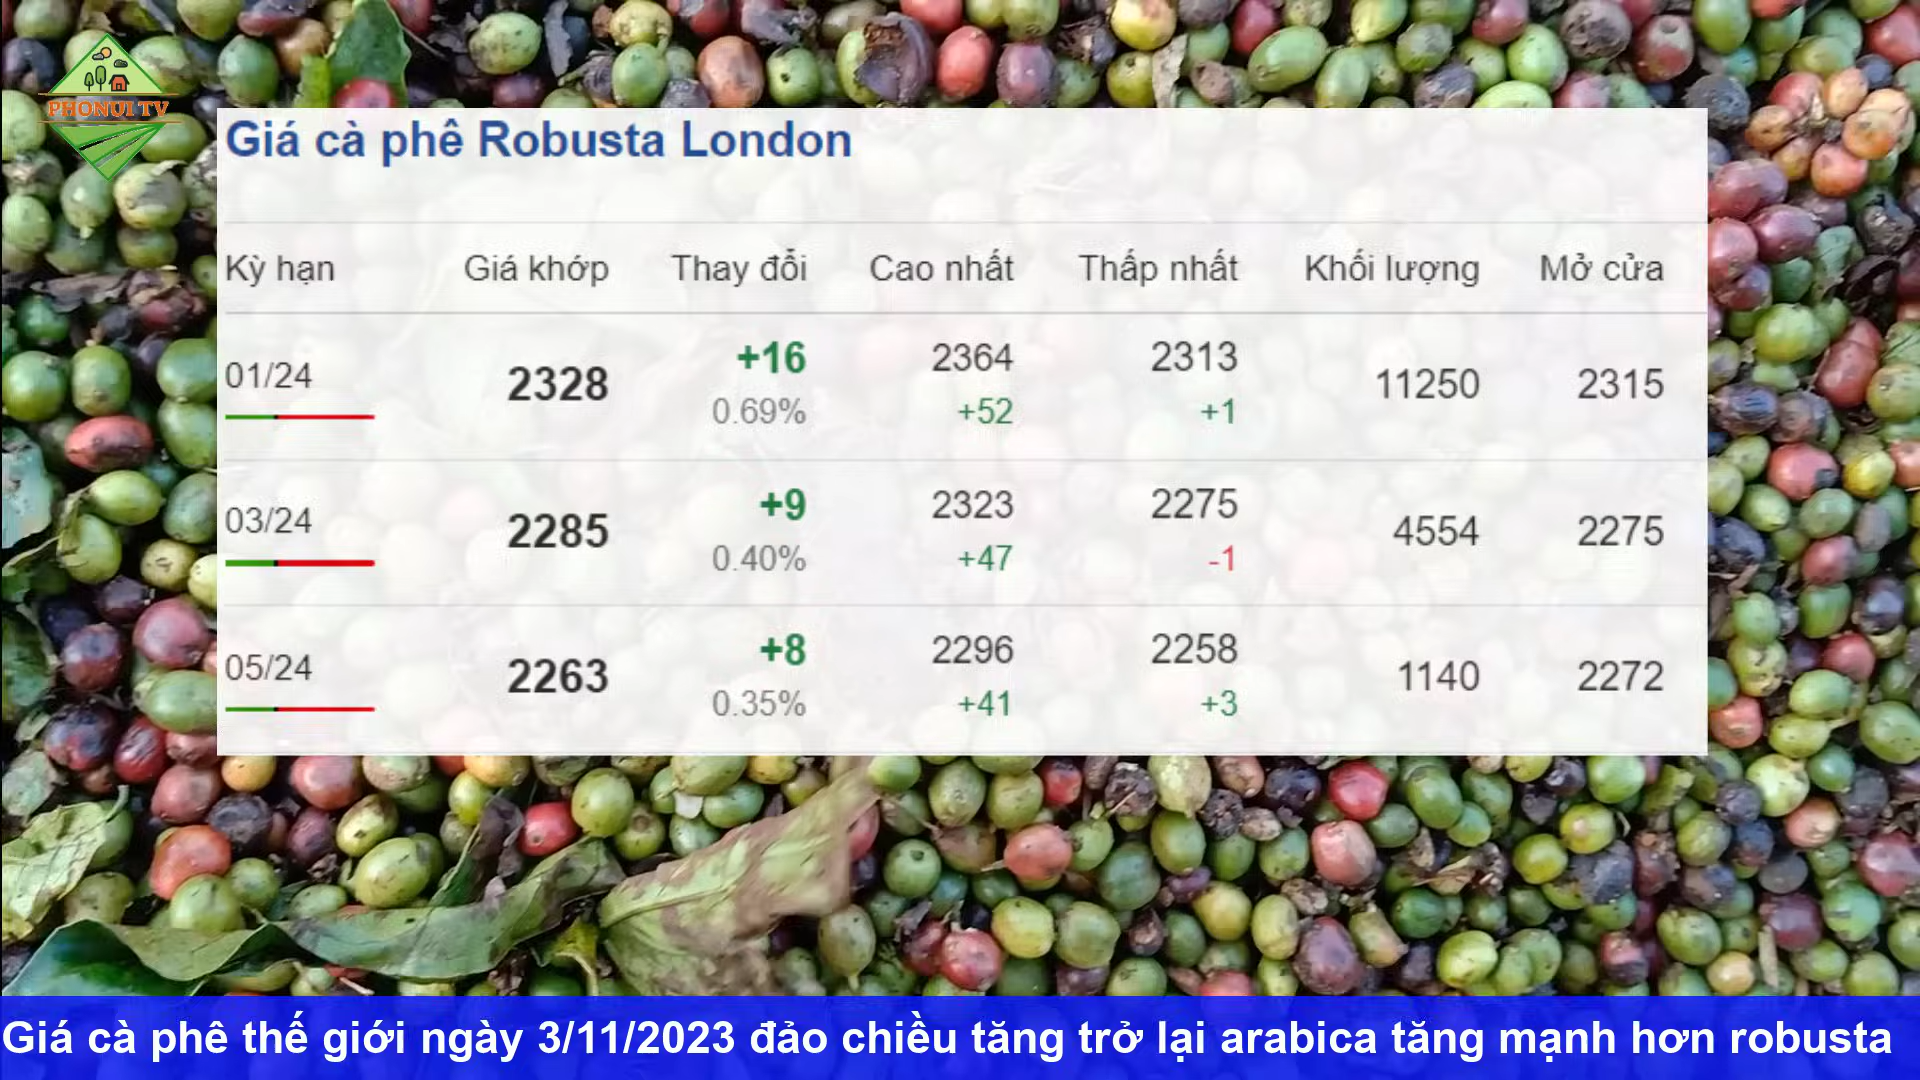 PHONUI TV
Giá cà phê Robusta London
Kỳ hạn Giá khớp Thay đổi Cao nhất Thấp nhất Khối lượng Mở cửa
01/24 2328 +16 2364 2313 11250 2315
0.69% +52 +1
03/24 2285 +9 2323 2275 4554 2275
0.40% +47 -1
05/24 2263 +8 2296 2258 1140 2272
0.35% +41 +3
Giá cà phê thế giới ngày 3/11/2023 đảo chiều tăng trở lại arabica tăng mạnh hơn robusta